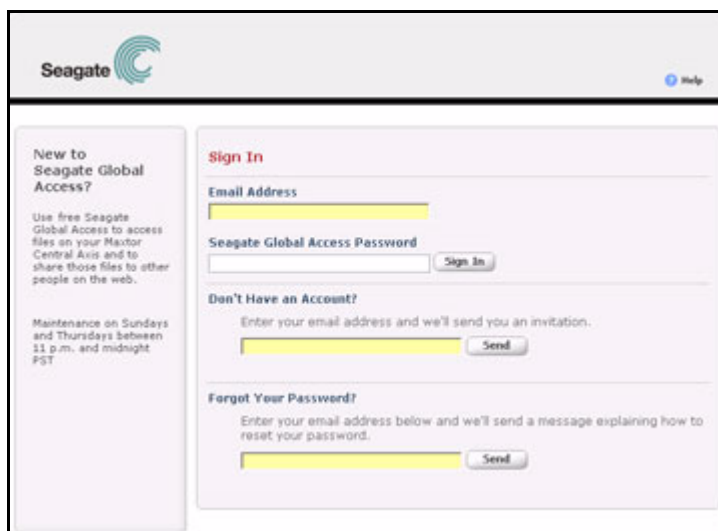 Seagate
Help
New to
Seagate Global
Access?
Use free Seagate
Global Access to access
files on your Maxtor
Central Axis and to
share those files to other
people on the web.
Maintenance on Sundays
and Thursdays between
11 p.m. and midnight
PST
Sign In
Email Address
Seagate Global Access Password
Sign In
Don't Have an Account?
Enter your email address and we'll send you an invitation.
Send
Forgot Your Password?
Enter your email address below and we'll send a message explaining how to
reset your password.
Send